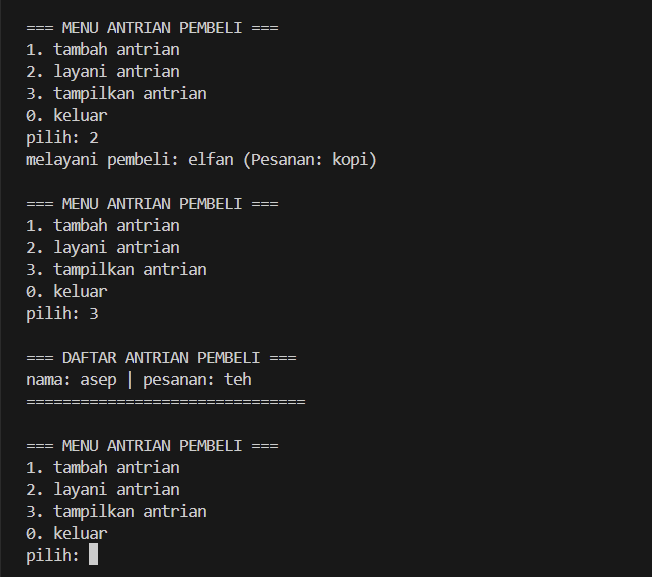 === MENU ANTRIAN PEMBELI ===
1. tambah antrian
2. layani antrian
3. tampilkan antrian
0. keluar
pilih: 2
melayani pembeli: elfan (Pesanan: kopi)
=== MENU ANTRIAN PEMBELI ===
1. tambah antrian
2. layani antrian
3. tampilkan antrian
0. keluar
pilih: 3
=== DAFTAR ANTRIAN PEMBELI ===
nama: asep | pesanan: teh
===============================
=== MENU ANTRIAN PEMBELI ===
1. tambah antrian
2. layani antrian
3. tampilkan antrian
0. keluar
pilih: